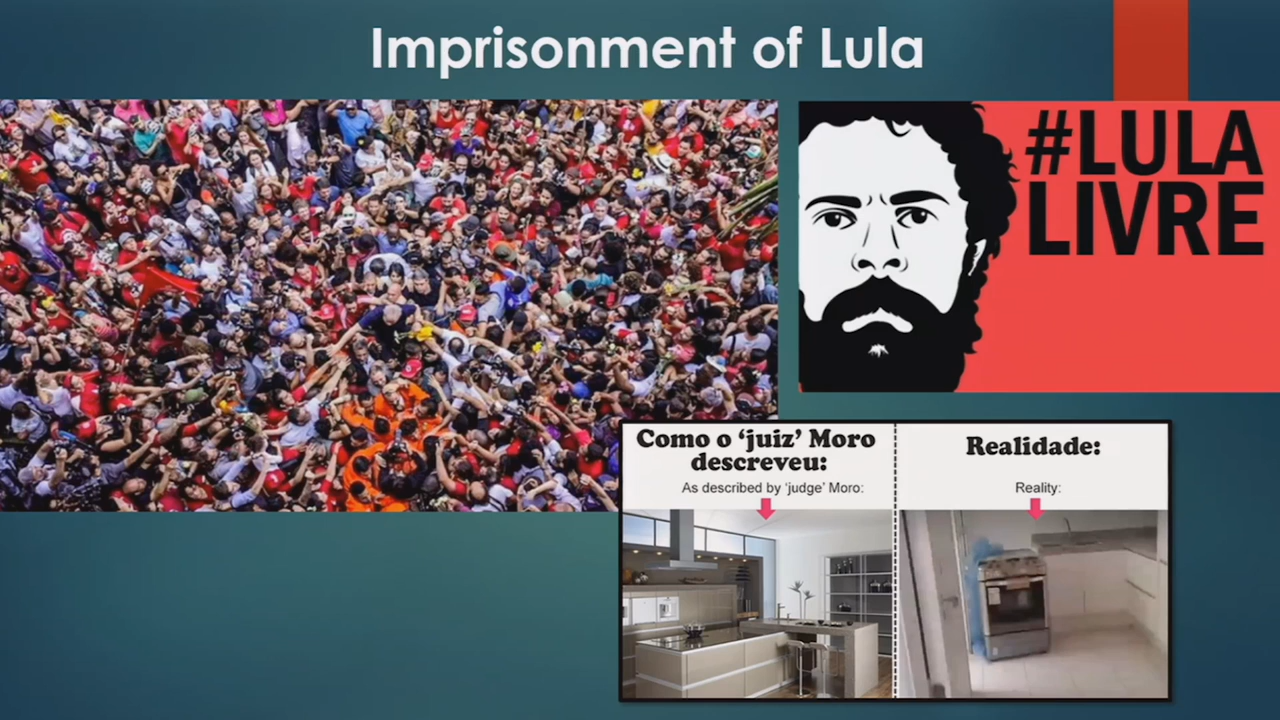 Imprisonment of Lula
#LULA
LIVRE
Como o ‘juiz’ Moro
descreveu:
As described by ‘judge’ Moro:
Realidade:
Reality: